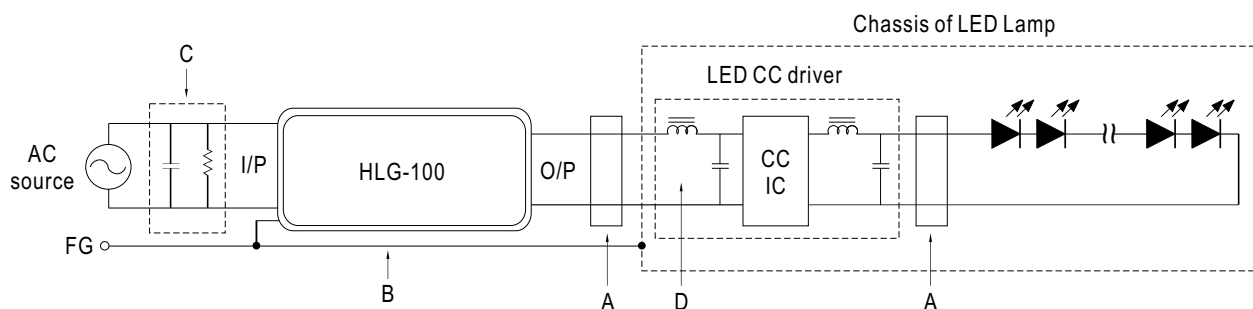 Chassis of LED Lamp
C
LED CC driver
AC
source
I/P
HLG-100
O/P
CC
IC
FG
B
A
D
A